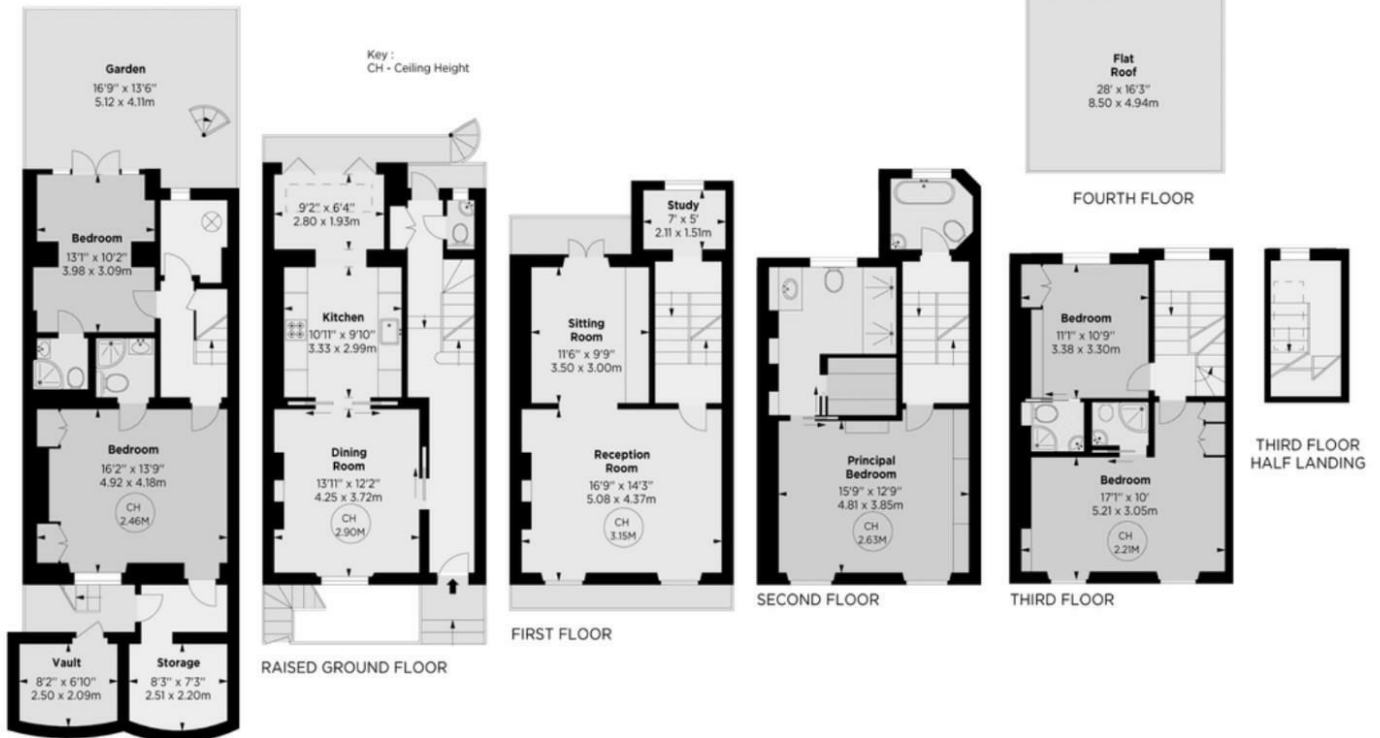 Garden
16'9" x 13'6"
5.12 x 4.11m
Bedroom
13'1" x 10'2"
3.98 x 3.09m
Bedroom
16'2" x 13'9"
4.92 x 4.18m
CH
2.46M
Vault
8'2" x 6'10"
2.50 x 2.09m
Storage
8'3" x 7'3"
2.51 x 2.20m
Key :
CH - Ceiling Height
9'2" x 6'4"
2.80 x 1.93m
Kitchen
10'11" x 9'10"
3.33 x 2.99m
Dining
Room
13'11" x 12'2"
4.25 x 3.72m
CH
2.90M
RAISED GROUND FLOOR
Study
7' x 5'
2.11 x 1.51m
Sitting
Room
11'6" x 9'9"
3.50 x 3.00m
Reception
Room
16'9" x 14'3"
5.08 x 4.37m
CH
3.15M
FIRST FLOOR
Principal
Bedroom
15'9" x 12'9"
4.81 x 3.85m
CH
2.63M
SECOND FLOOR
Flat
Roof
28' x 16'3"
8.50 x 4.94m
FOURTH FLOOR
Bedroom
11'1" x 10'9"
3.38 x 3.30m
Bedroom
17'1" x 10'
5.21 x 3.05m
CH
2.21M
THIRD FLOOR
THIRD FLOOR
HALF LANDING